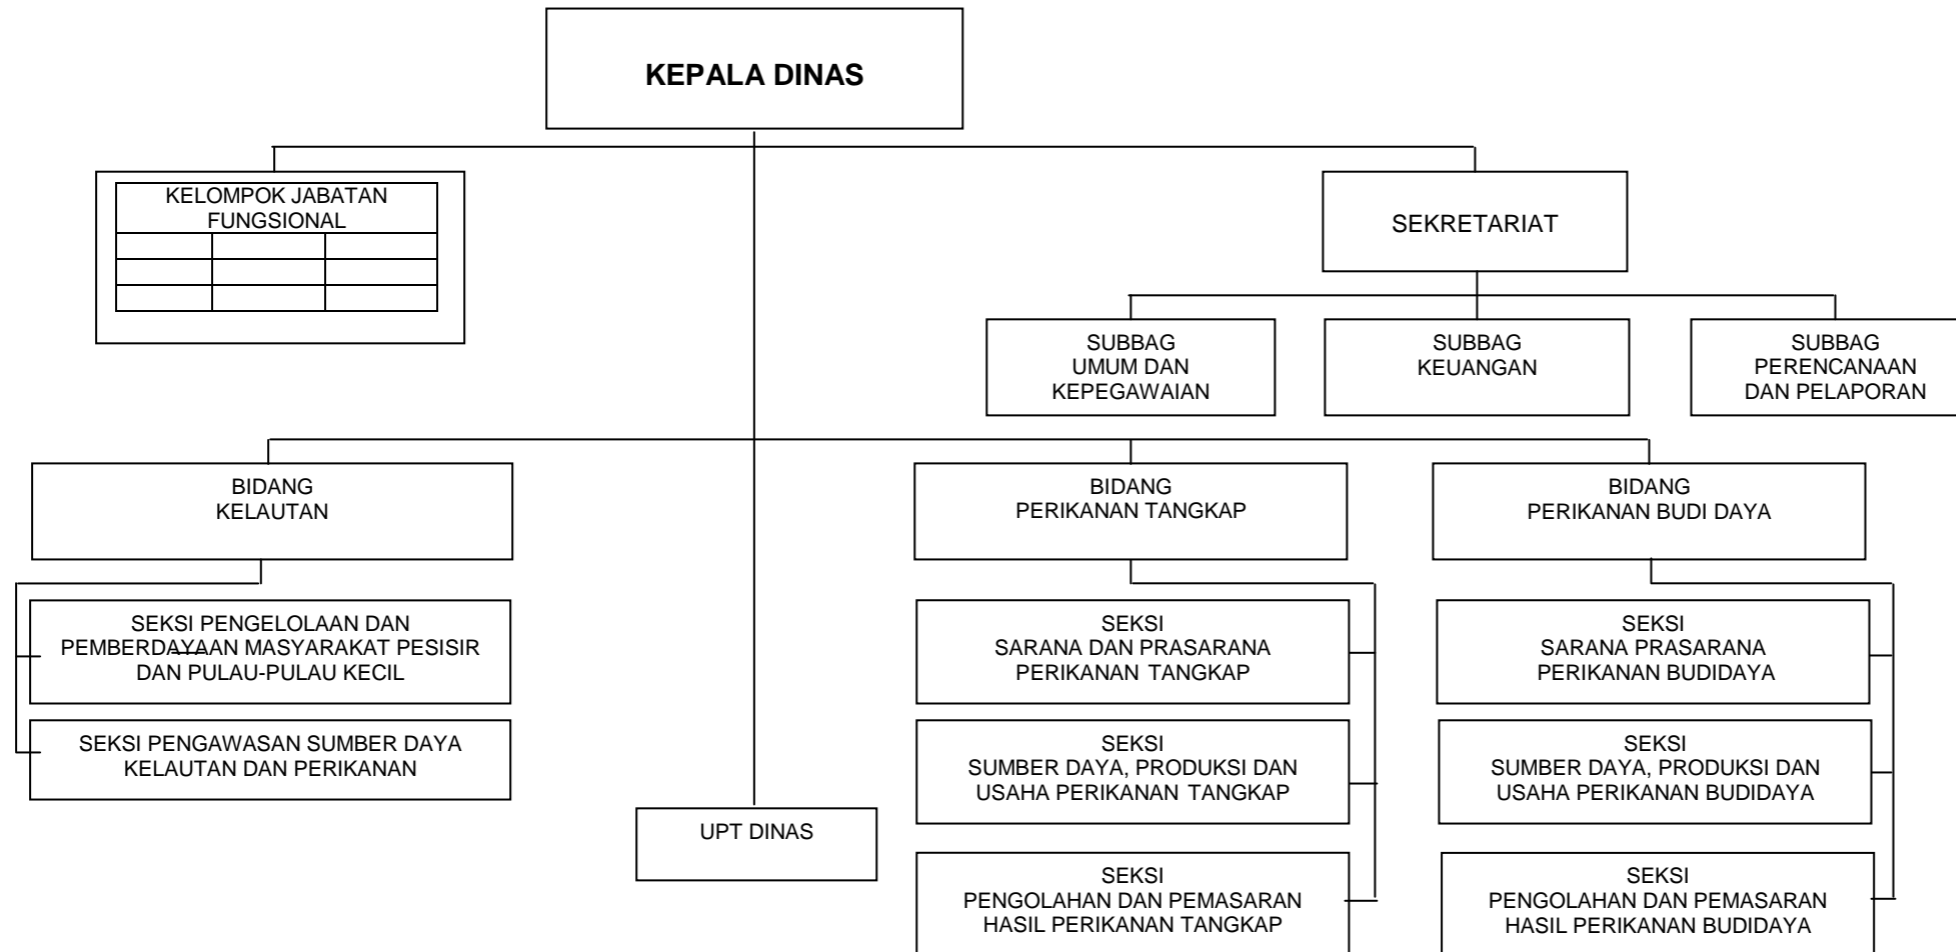 KEPALA DINAS
KELOMPOK JABATAN
FUNGSIONAL
SEKRETARIAT
SUBBAG
UMUM DAN
KEPEGAWAIAN
SUBBAG
KEUANGAN
SUBBAG
PERENCANAAN
DAN PELAPORAN
BIDANG
KELAUTAN
BIDANG
PERIKANAN TANGKAP
BIDANG
PERIKANAN BUDI DAYA
SEKSI PENGELOLAAN DAN
PEMBERDAYAAN MASYARAKAT PESISIR
DAN PULAU-PULAU KECIL
SEKSI PENGAWASAN SUMBER DAYA
KELAUTAN DAN PERIKANAN
UPT DINAS
SEKSI
SARANA DAN PRASARANA
PERIKANAN TANGKAP
SEKSI
SUMBER DAYA, PRODUKSI DAN
USAHA PERIKANAN TANGKAP
SEKSI
PENGOLAHAN DAN PEMASARAN
HASIL PERIKANAN TANGKAP
SEKSI
SARANA PRASARANA
PERIKANAN BUDIDAYA
SEKSI
SUMBER DAYA, PRODUKSI DAN
USAHA PERIKANAN BUDIDAYA
SEKSI
PENGOLAHAN DAN PEMASARAN
HASIL PERIKANAN BUDIDAYA